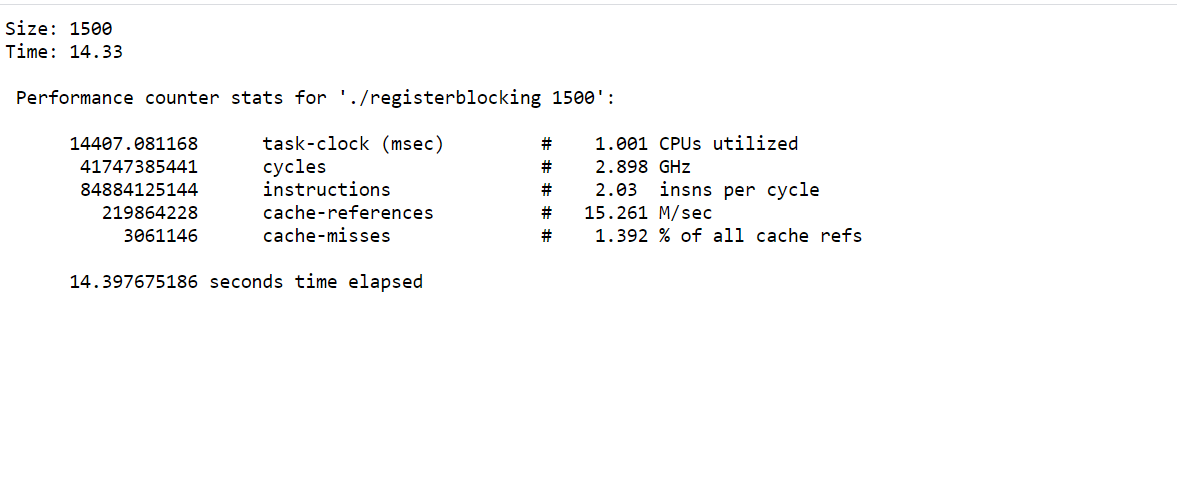 Size: 1500
Time: 14.33
Performance counter stats for './registerblocking 1500':
14407.081168 task-clock (msec) # 1.001 CPUs utilized
41747385441 cycles # 2.898 GHz
84884125144 instructions # 2.03 insns per cycle
219864228 cache-references # 15.261 M/sec
3061146 cache-misses # 1.392 % of all cache refs
14.397675186 seconds time elapsed